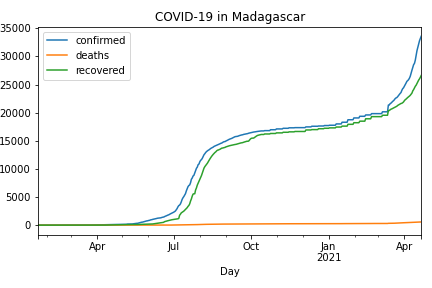 COVID-19 in Madagascar
confirmed
deaths
recovered
35000
30000
25000
20000
15000
10000
5000
0
Apr Jul Oct Jan Apr
2021
Day